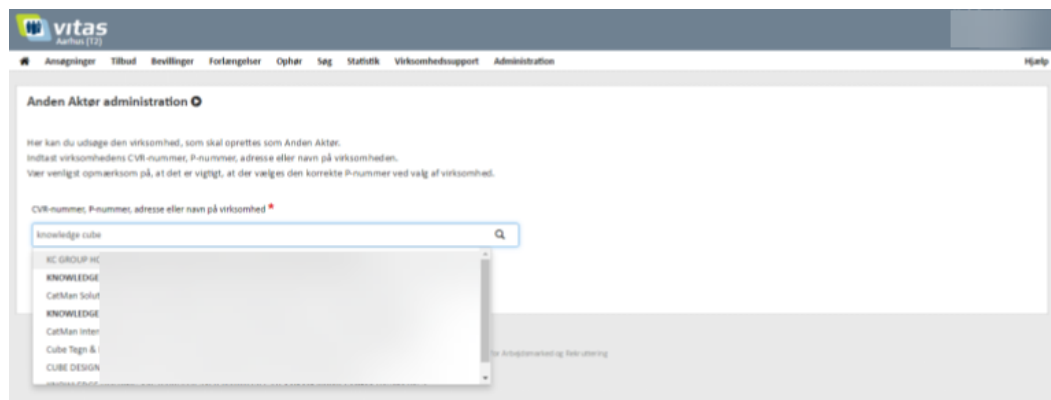 vitas
Aarhus (T2)
Ansøgninger Tilbud Bevillinger Forlængelser Ophør Søg Statistik Virksomhedssupport Administration Hjælp
Anden Aktør administration
Her kan du udsøge den virksomhed, som skal oprettes som Anden Aktør.
Indtast virksomhedens CVR-nummer, P-nummer, adresse eller navn på virksomheden.
Vær venligst opmærksom på, at det er vigtigt, at der vælges den korrekte P-nummer ved valg af virksomhed.
CVR-nummer, P-nummer, adresse eller navn på virksomhed *
knowledge cube
KC GROUP HO
KNOWLEDGE
CatMan Solut
KNOWLEDGE
CatMan Inter
Cube Tegn &
for Arbejdsmarked og Rekruttering
CUBE DESIGN